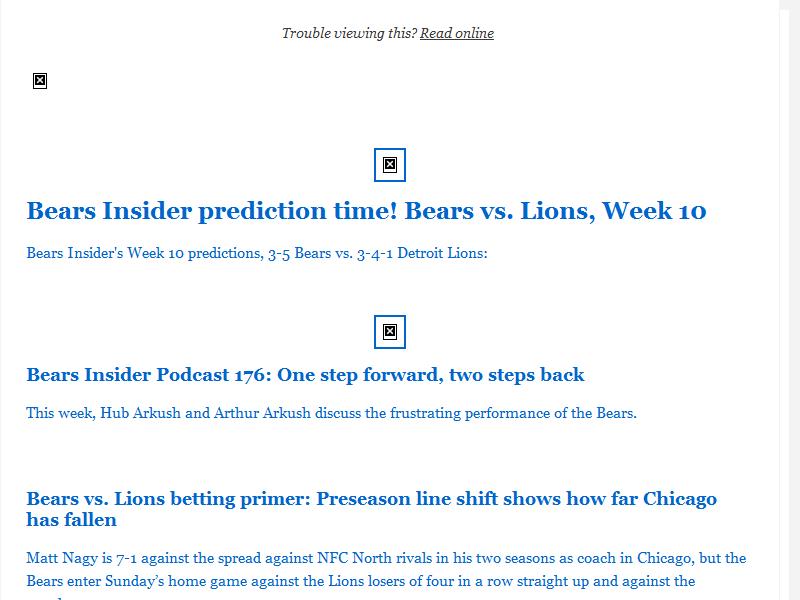 Trouble viewing this? Read online
Bears Insider prediction time! Bears vs. Lions, Week 10
Bears Insider's Week 10 predictions, 3-5 Bears vs. 3-4-1 Detroit Lions:
Bears Insider Podcast 176: One step forward, two steps back
This week, Hub Arkush and Arthur Arkush discuss the frustrating performance of the Bears.
Bears vs. Lions betting primer: Preseason line shift shows how far Chicago
has fallen
Matt Nagy is 7-1 against the spread against NFC North rivals in his two seasons as coach in Chicago, but the
Bears enter Sunday’s home game against the Lions losers of four in a row straight up and against the